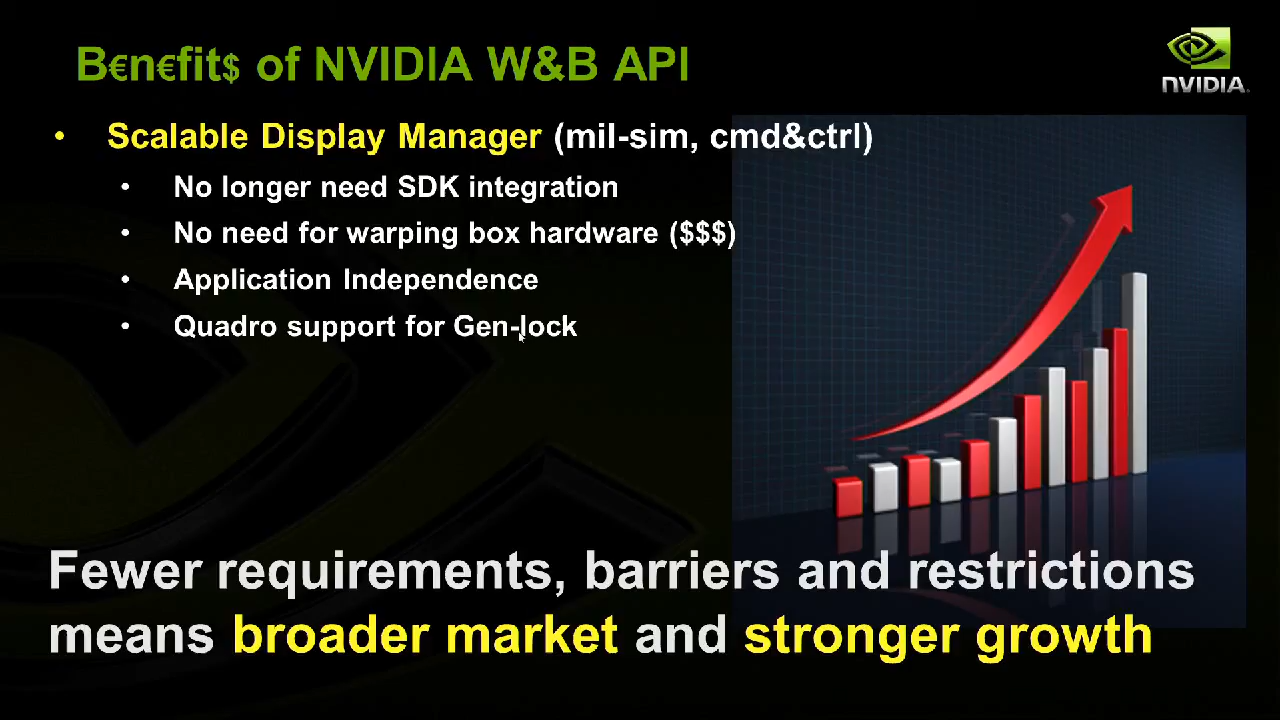 B€n€fit$ of NVIDIA W&B API
NVIDIA.
• Scalable Display Manager (mil-sim, cmd&ctrl)
• No longer need SDK integration
• No need for warping box hardware ($$$)
• Application Independence
• Quadro support for Gen-lock
Fewer requirements, barriers and restrictions
means broader market and stronger growth